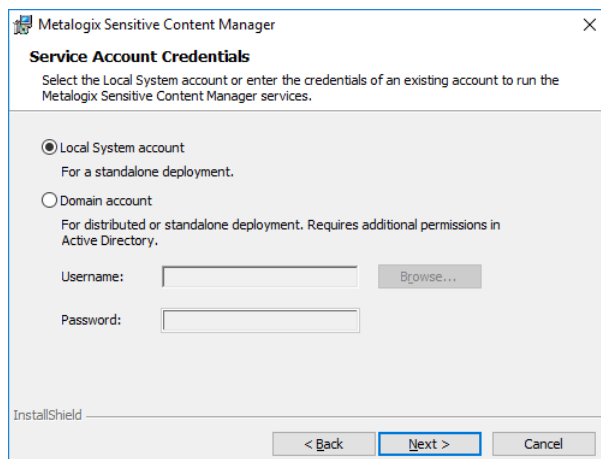 Metalogix Sensitive Content Manager
Service Account Credentials
Select the Local System account or enter the credentials of an existing account to run the
Metalogix Sensitive Content Manager services.
Local System account
For a standalone deployment.
Domain account
For distributed or standalone deployment. Requires additional permissions in
Active Directory.
Username:
Browse...
Password:
InstallShield
< Back
Next >
Cancel